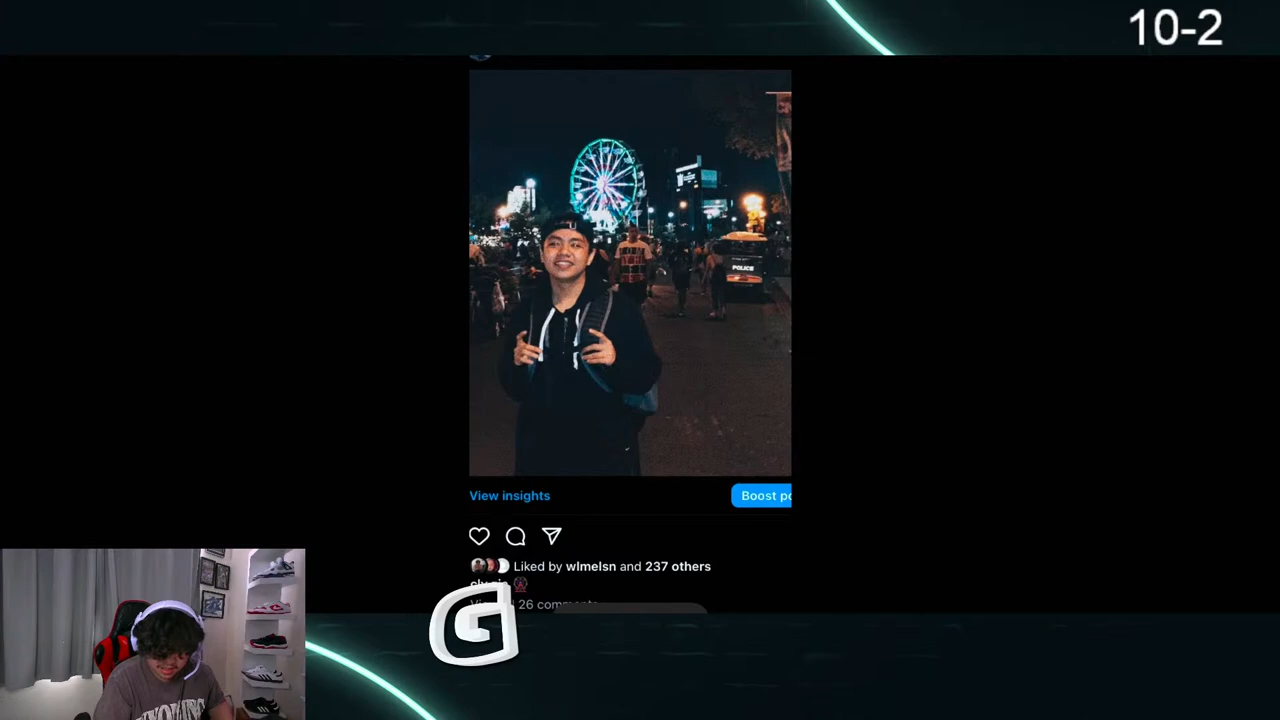 10-2
POLICE
View insights
Boost po
Liked by wlmelsn and 237 others
26 comments
G